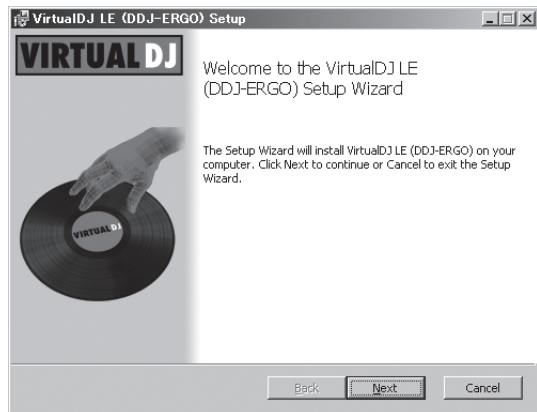 VirtualDJ LE (DDJ-ERGO) Setup
VIRTUAL DJ
Welcome to the VirtualDJ LE
(DDJ-ERGO) Setup Wizard
The Setup Wizard will install VirtualDJ LE (DDJ-ERGO) on your
computer. Click Next to continue or Cancel to exit the Setup
Wizard.
VIRTUAL DJ
Back Next Cancel